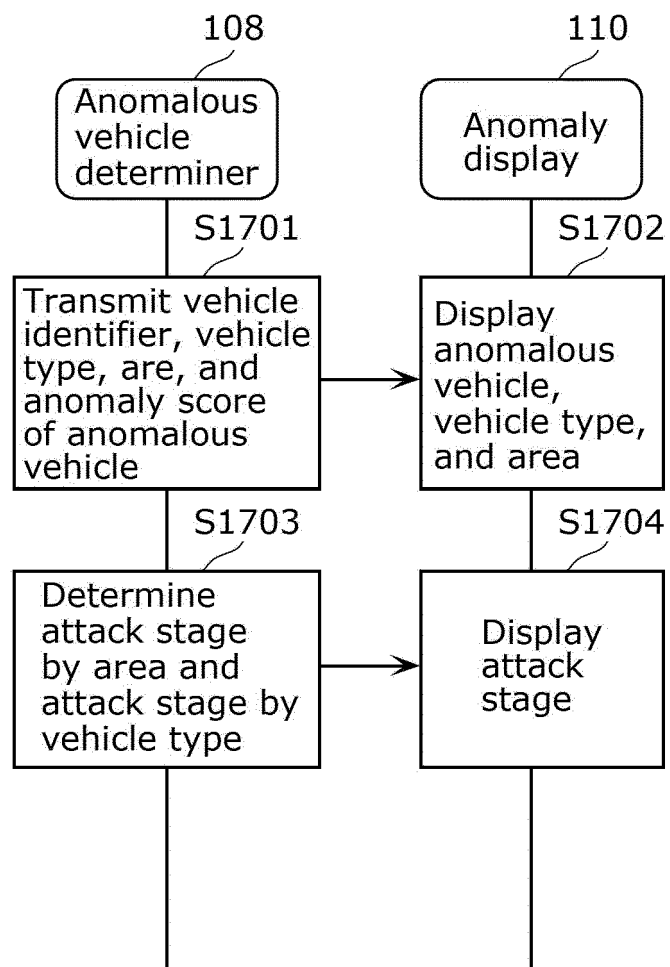 108
110
Anomalous
vehicle
determiner
Anomaly
display
S1701
S1702
Transmit vehicle
identifier, vehicle
type, are, and
anomaly score
of anomalous
vehicle
Display
anomalous
vehicle,
vehicle type,
and area
S1703
S1704
Determine
attack stage
by area and
attack stage by
vehicle type
Display
attack
stage